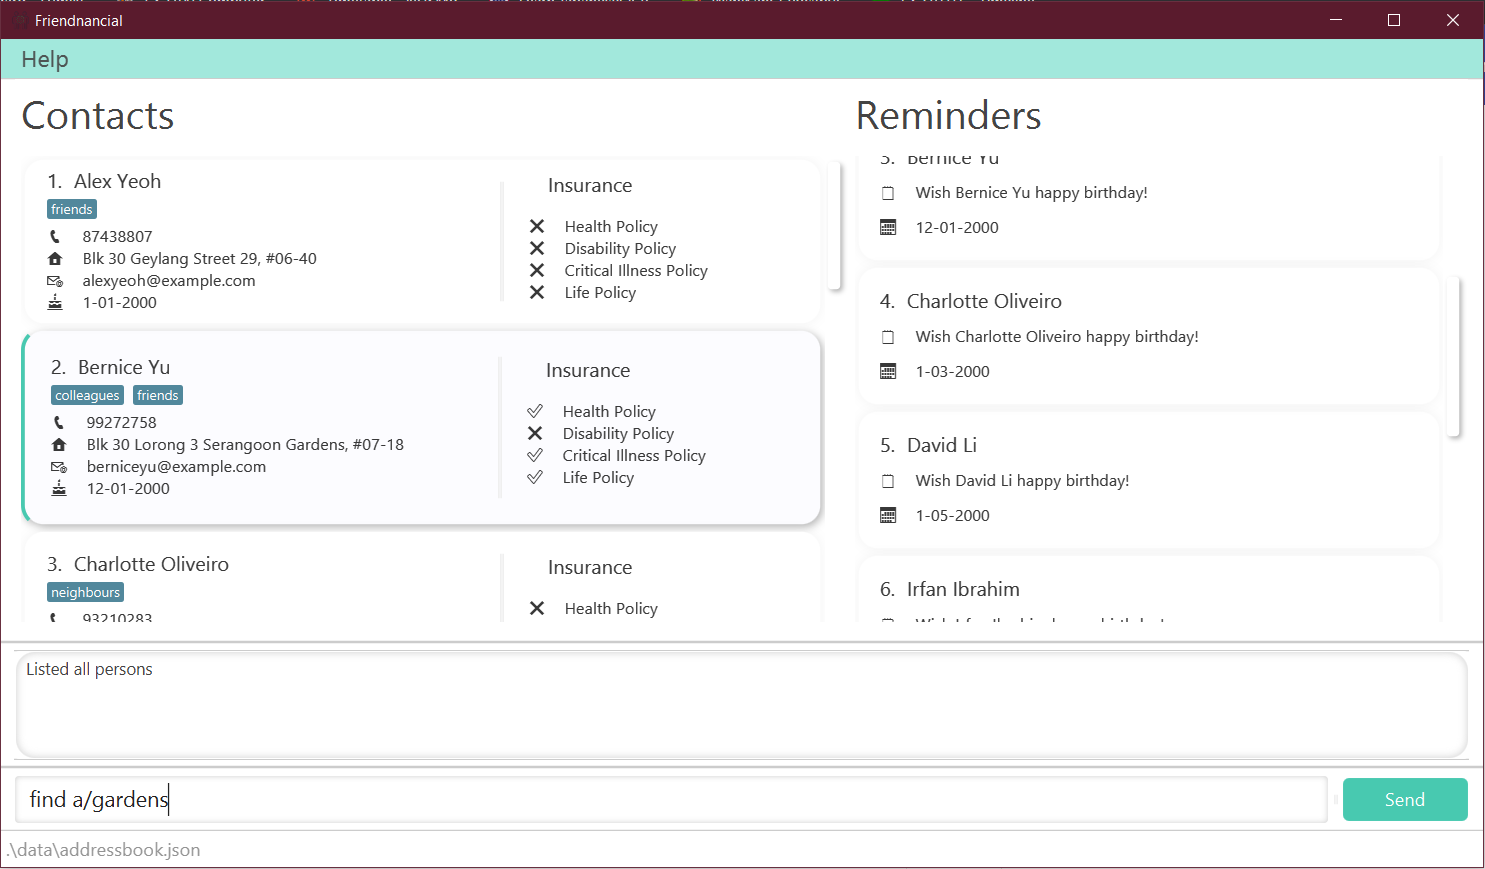 Friendnancial
Help
Contacts
1. Alex Yeoh
friends
87438807
Blk 30 Geylang Street 29, #06-40
alexyeoh@example.com
1-01-2000
Insurance
Health Policy
Disability Policy
Critical Illness Policy
Life Policy
2. Bernice Yu
colleagues friends
99272758
Blk 30 Lorong 3 Serangoon Gardens, #07-18
berniceyu@example.com
12-01-2000
Insurance
Health Policy
Disability Policy
Critical Illness Policy
Life Policy
3. Charlotte Oliveiro
neighbours
93210283
Insurance
Health Policy
Reminders
3. Bernice Yu
Wish Bernice Yu happy birthday!
12-01-2000
4. Charlotte Oliveiro
Wish Charlotte Oliveiro happy birthday!
1-03-2000
5. David Li
Wish David Li happy birthday!
1-05-2000
6. Irfan Ibrahim
Wish Irfan Ibrahim happy birthday!
Listed all persons
find a/gardens
Send
.\data\addressbook.json